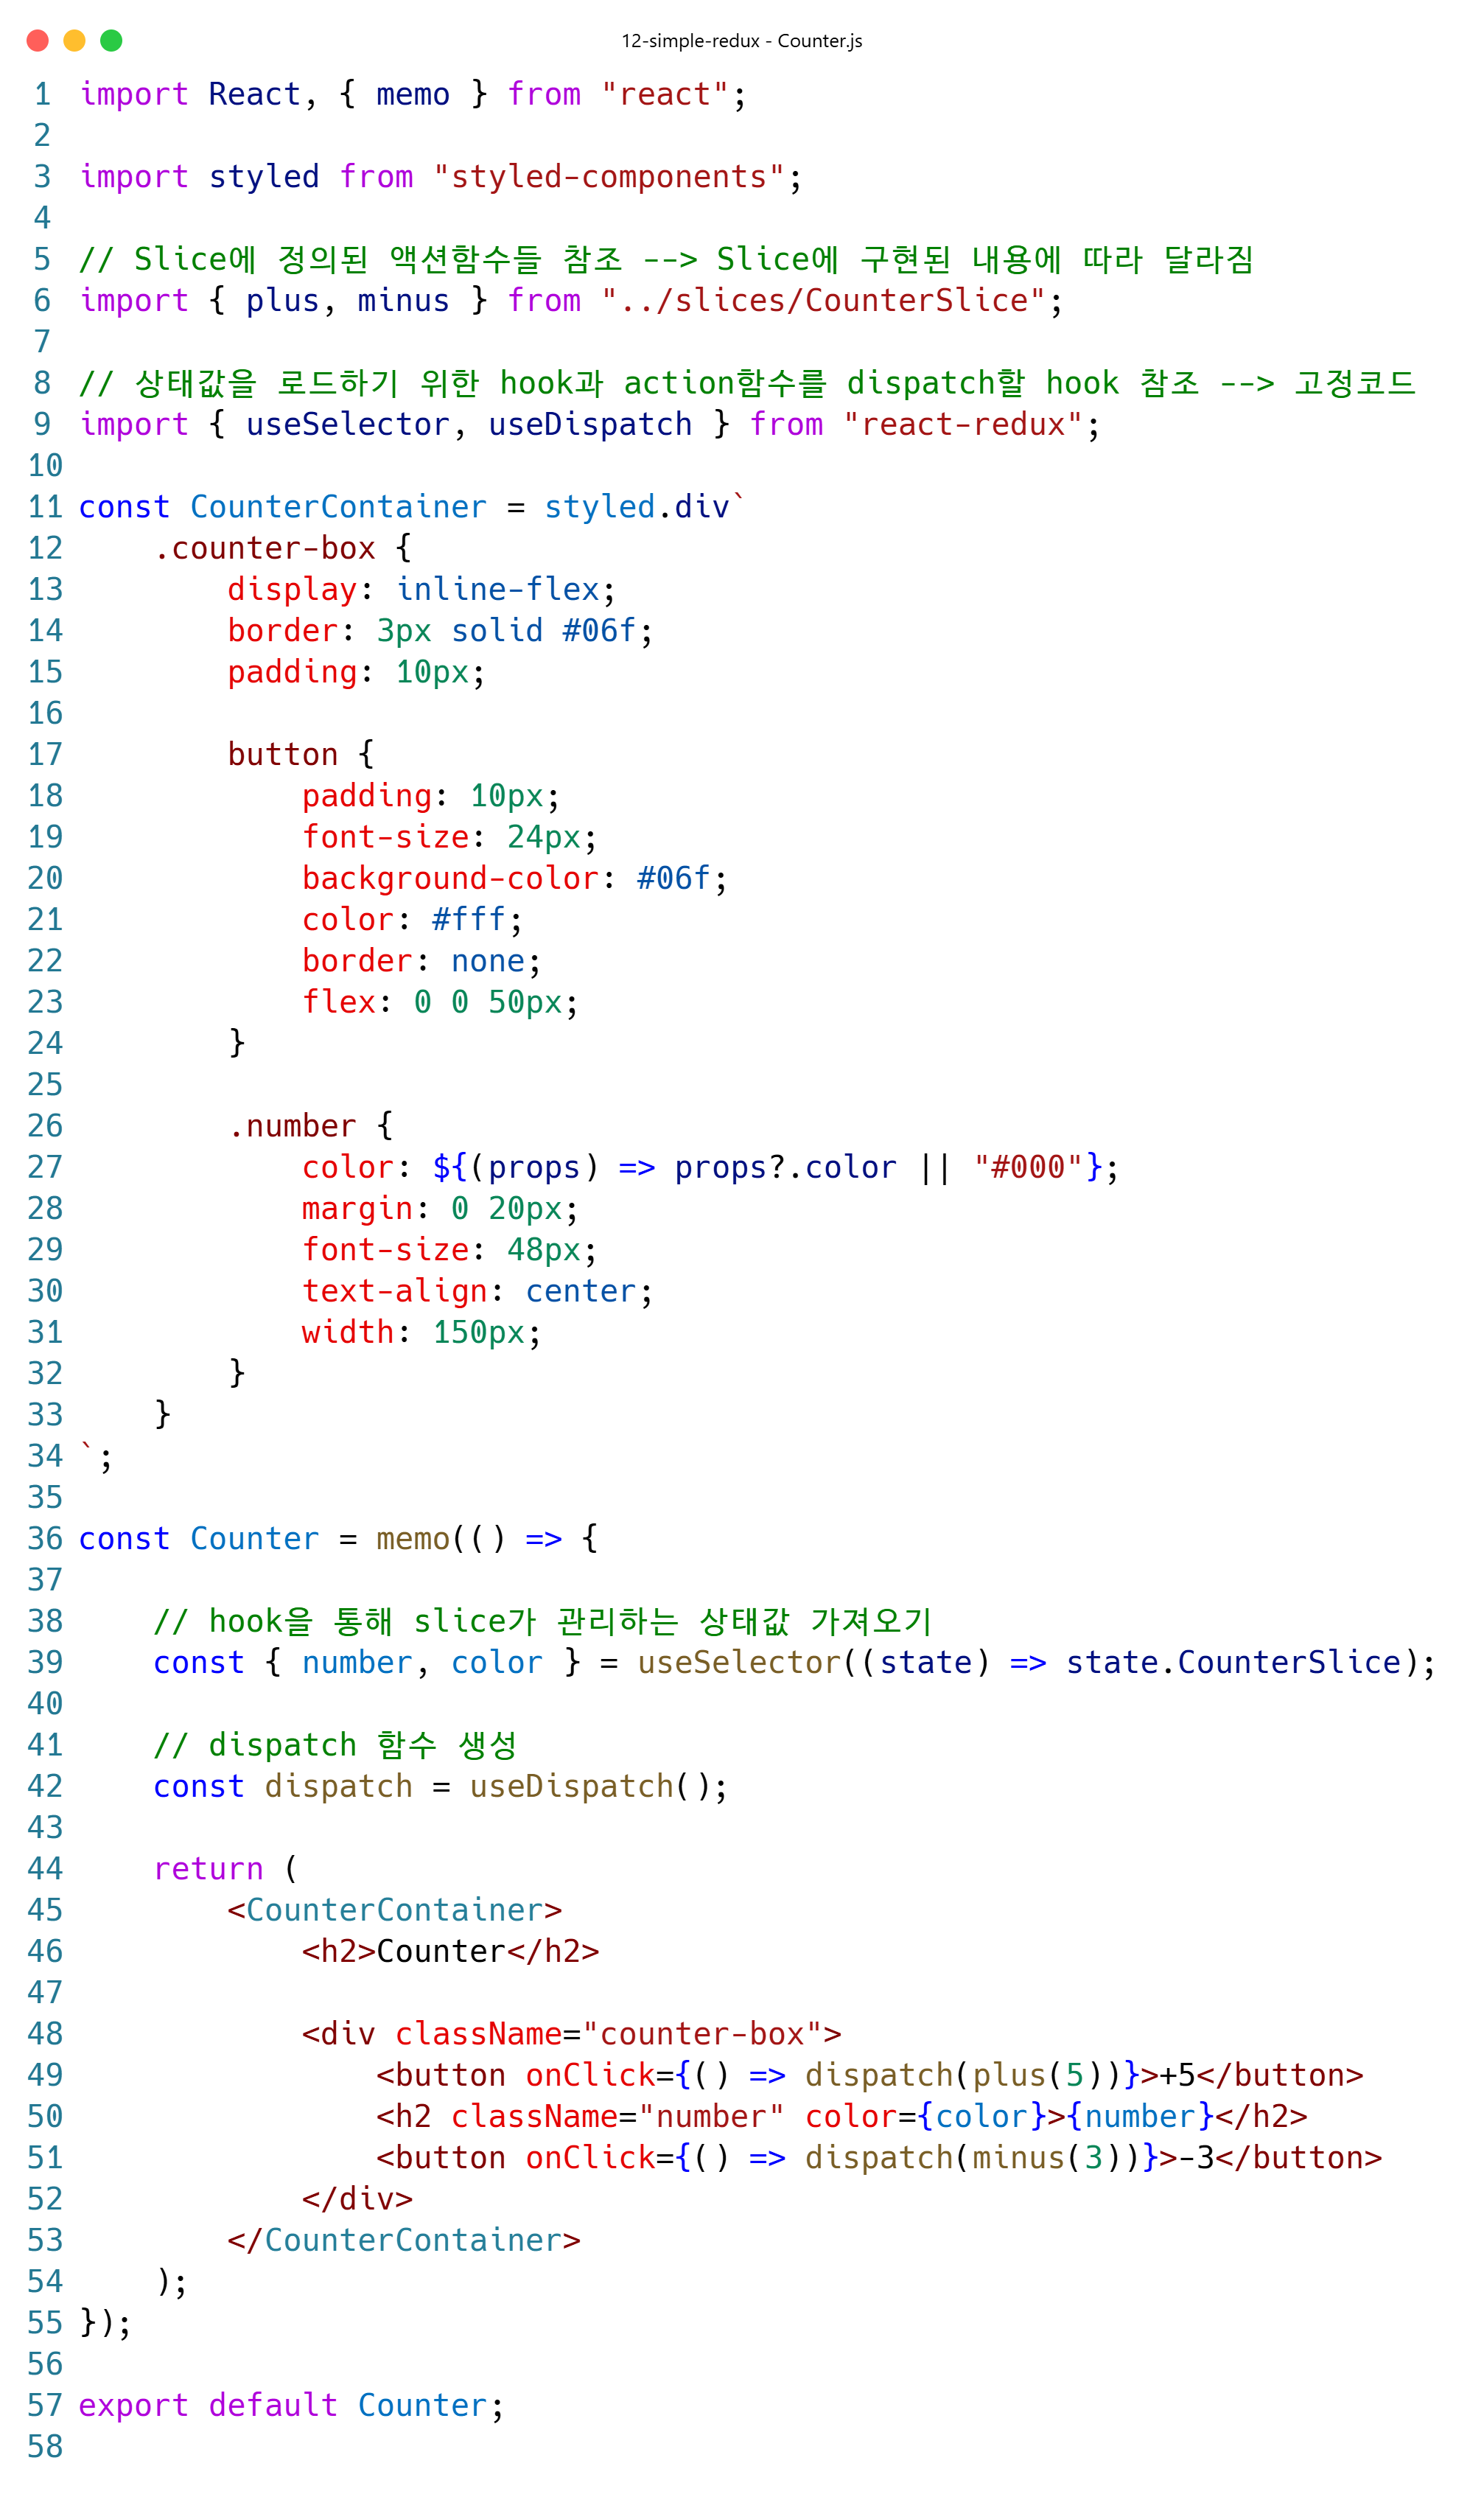 12-simple-redux - Counter.js
1 import React, { memo } from "react";
2
3 import styled from "styled-components";
4
5 // Slice에 정의된 액션함수들 참조 --> Slice에 구현된 내용에 따라 달라짐
6 import { plus, minus } from "../slices/CounterSlice";
7
8 // 상태값을 로드하기 위한 hook과 action함수를 dispatch할 hook 참조 --> 고정코드
9 import { useSelector, useDispatch } from "react-redux";
10
11 const CounterContainer = styled.div`
12     .counter-box {
13         display: inline-flex;
14         border: 3px solid #06f;
15         padding: 10px;
16
17         button {
18             padding: 10px;
19             font-size: 24px;
20             background-color: #06f;
21             color: #fff;
22             border: none;
23             flex: 0 0 50px;
24         }
25
26         .number {
27             color: ${(props) => props?.color || "#000"};
28             margin: 0 20px;
29             font-size: 48px;
30             text-align: center;
31             width: 150px;
32         }
33     }
34 `;
35
36 const Counter = memo(() => {
37
38     // hook을 통해 slice가 관리하는 상태값 가져오기
39     const { number, color } = useSelector((state) => state.CounterSlice);
40
41     // dispatch 함수 생성
42     const dispatch = useDispatch();
43
44     return (
45         <CounterContainer>
46             <h2>Counter</h2>
47
48             <div className="counter-box">
49                 <button onClick={() => dispatch(plus(5))}>+5</button>
50                 <h2 className="number" color={color}>{number}</h2>
51                 <button onClick={() => dispatch(minus(3))}>-3</button>
52             </div>
53         </CounterContainer>
54     );
55 });
56
57 export default Counter;
58